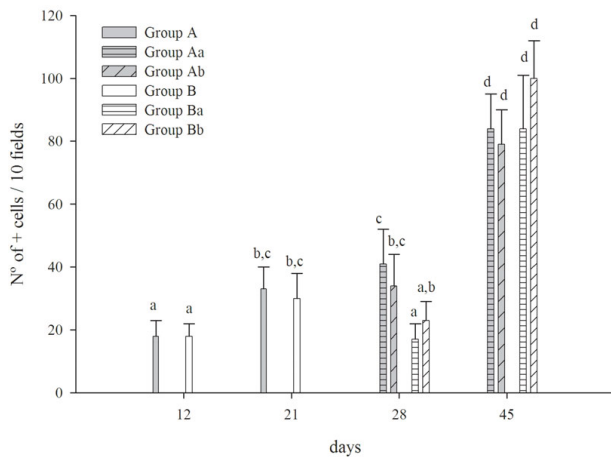 120
100
80
60
40
20
0
Nº of + cells / 10 fields
Group A
Group Aa
Group Ab
Group B
Group Ba
Group Bb
a
a
b,c
b,c
c
b,c
a
a,b
d
d
d
d
12
21
28
45
days